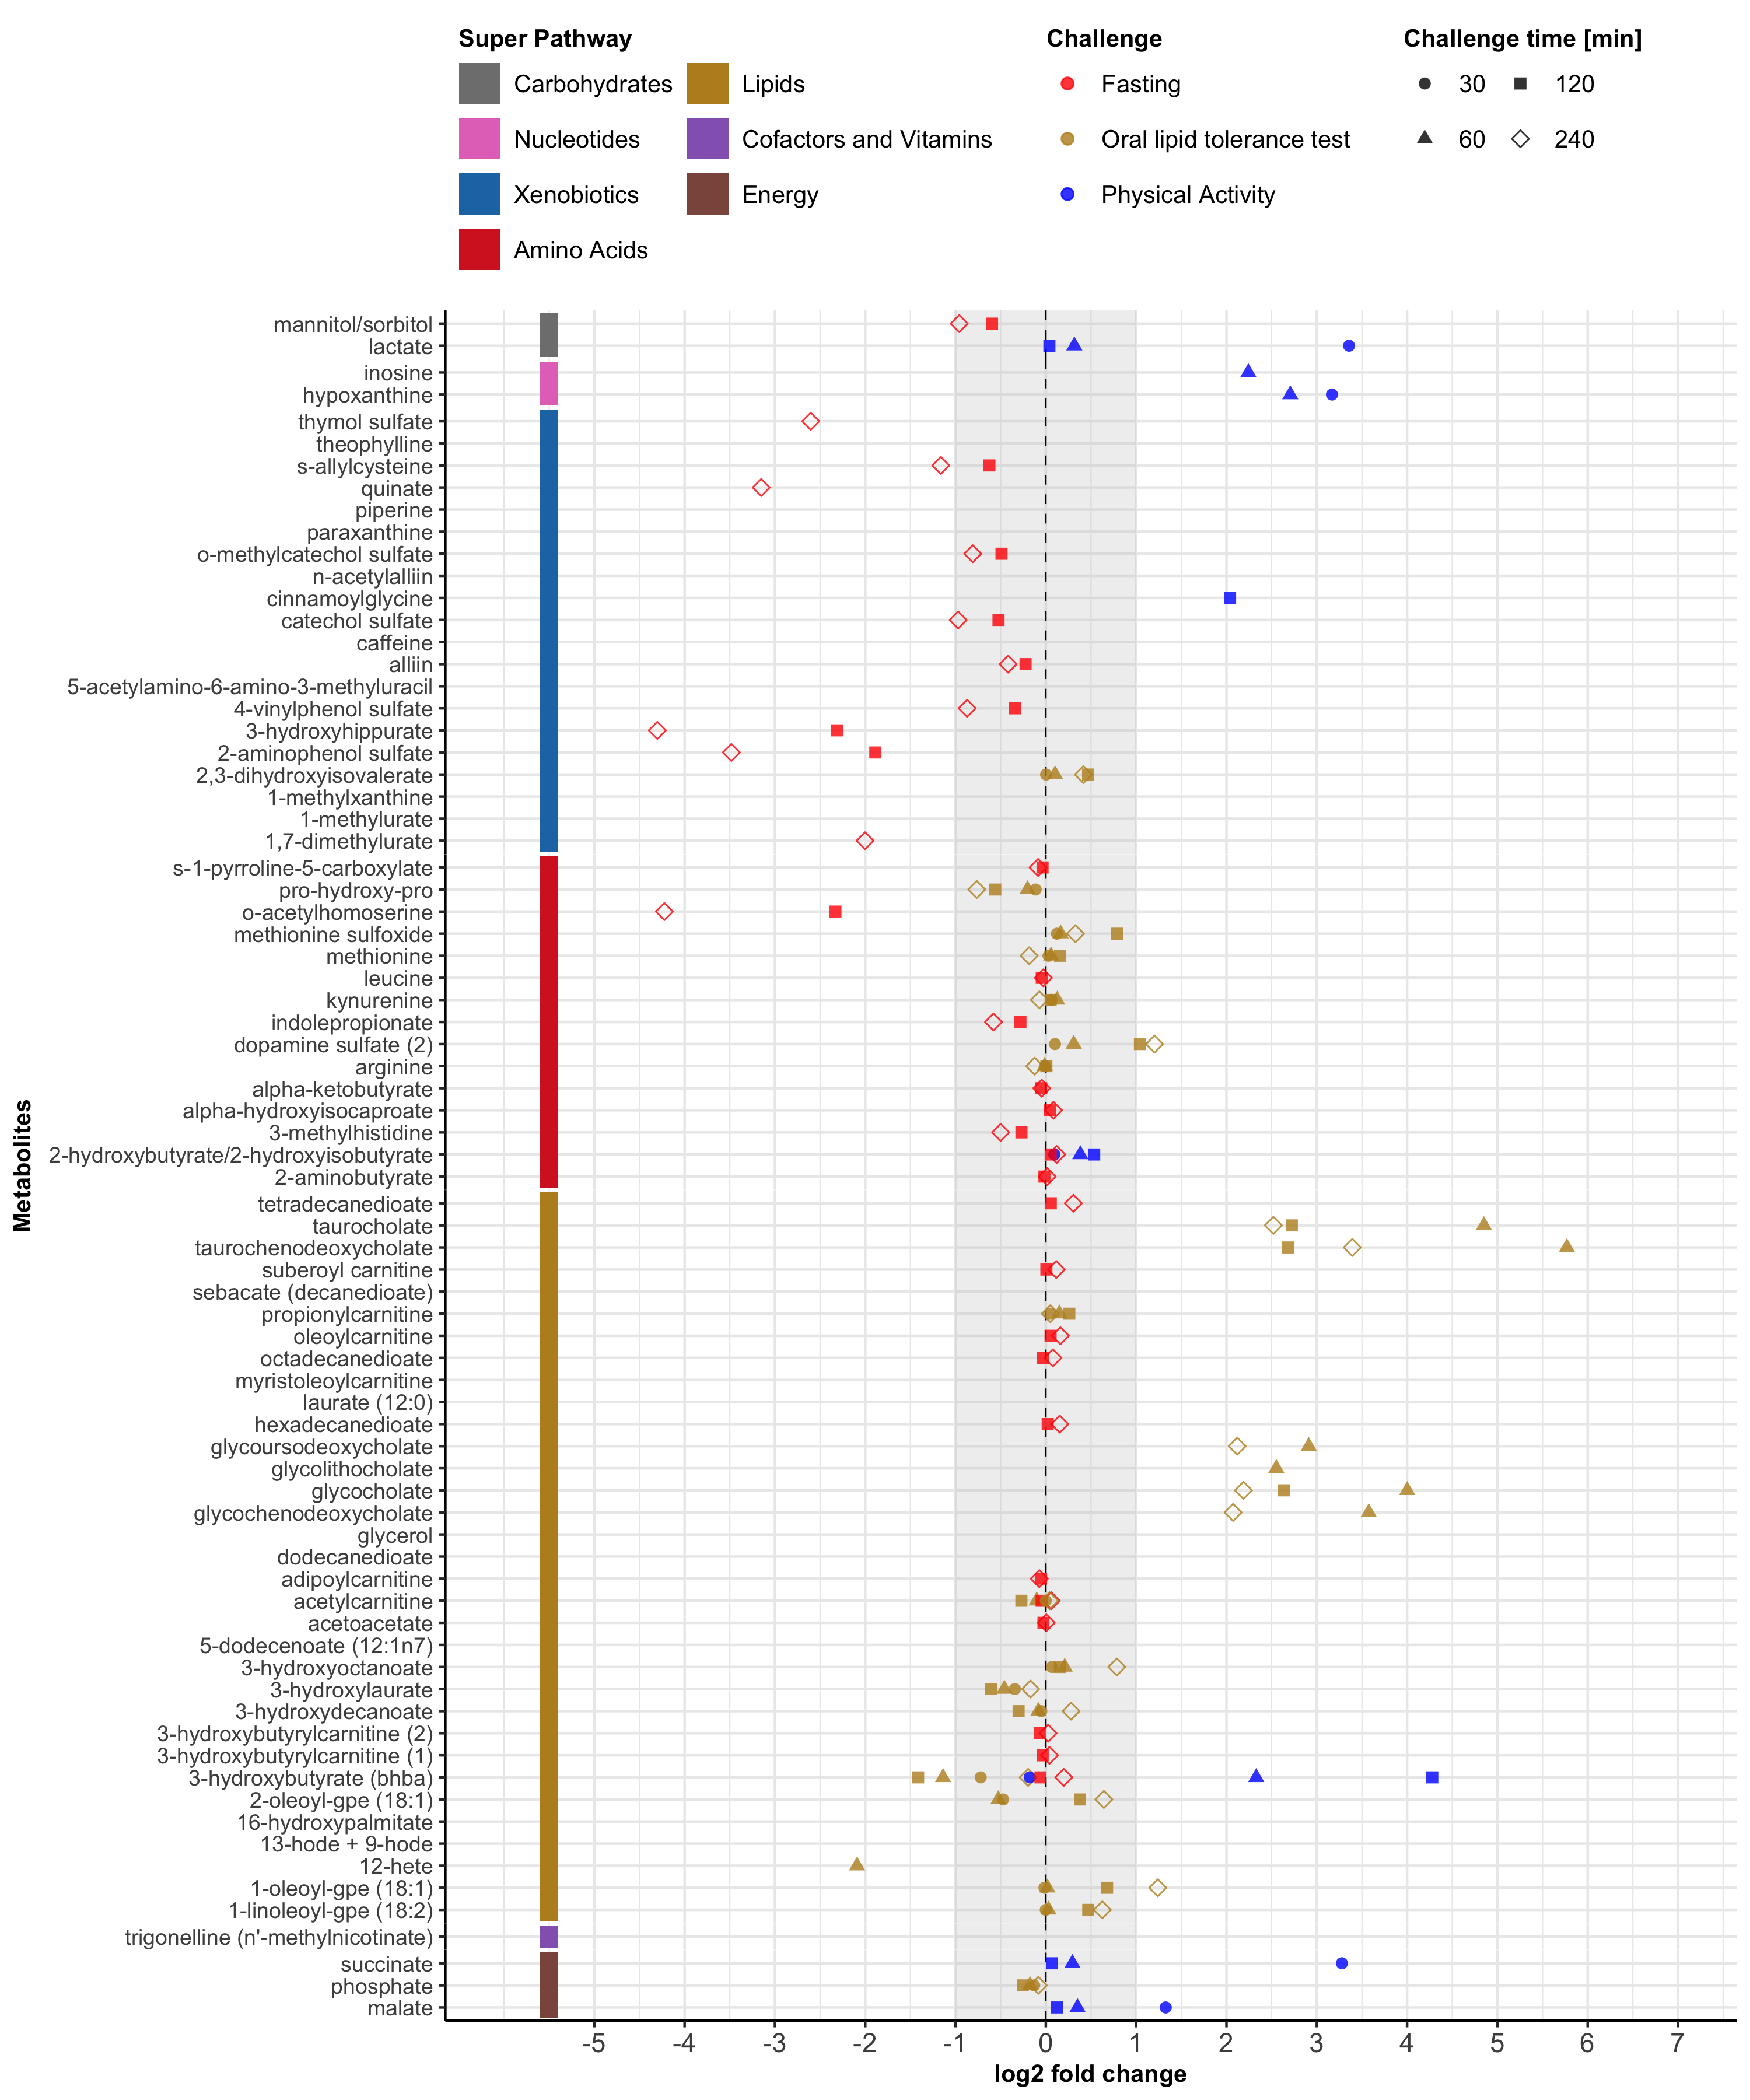 Super Pathway
Challenge
Challenge time [min]
Carbohydrates
Lipids
Fasting
30
120
Nucleotides
Cofactors and Vitamins
Oral lipid tolerance test
60
240
Xenobiotics
Energy
Physical Activity
Amino Acids
mannitol/sorbitol
lactate
inosine
hypoxanthine
thymol sulfate
theophylline
s-allylcysteine
quinate
piperine
paraxanthine
o-methylcatechol sulfate
n-acetylalliin
cinnamoylglycine
catechol sulfate
caffeine
alliin
5-acetylamino-6-amino-3-methyluracil
4-vinylphenol sulfate
3-hydroxyhippurate
2-aminophenol sulfate
2,3-dihydroxyisovalerate
1-methylxanthine
1-methylurate
1,7-dimethylurate
s-1-pyrroline-5-carboxylate
pro-hydroxy-pro
o-acetylhomoserine
methionine sulfoxide
methionine
leucine
kynurenine
indolepropionate
dopamine sulfate (2)
arginine
alpha-ketobutyrate
alpha-hydroxyisocaproate
3-methylhistidine
2-hydroxybutyrate/2-hydroxyisobutyrate
2-aminobutyrate
tetradecanedioate
taurocholate
taurochenodeoxycholate
suberoyl carnitine
sebacate (decanedioate)
propionylcarnitine
oleoylcarnitine
octadecanedioate
myristoleoylcarnitine
laurate (12:0)
hexadecanedioate
glycoursodeoxycholate
glycolithocholate
glycocholate
glycochenodeoxycholate
glycerol
dodecanedioate
adipoylcarnitine
acetylcarnitine
acetoacetate
5-dodecenoate (12:1n7)
3-hydroxyoctanoate
3-hydroxylaurate
3-hydroxydecanoate
3-hydroxybutyrylcarnitine (2)
3-hydroxybutyrylcarnitine (1)
3-hydroxybutyrate (bhba)
2-oleoyl-gpe (18:1)
16-hydroxypalmitate
13-hode + 9-hode
12-hete
1-oleoyl-gpe (18:1)
1-linoleoyl-gpe (18:2)
trigonelline (n'-methylnicotinate)
succinate
phosphate
malate
Metabolites
-5 -4 -3 -2 -1 0 1 2 3 4 5 6 7
log2 fold change